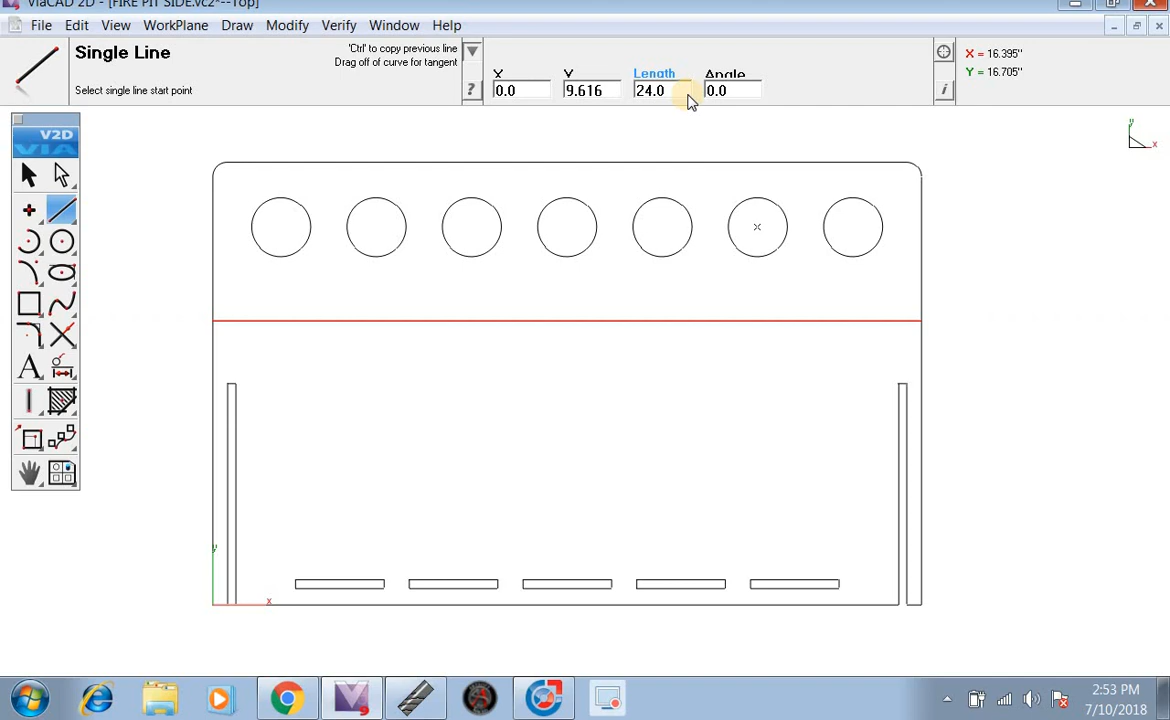 ViaCAD 2D - [FIRE PIT SIDE.vc2*--Top]
File Edit View WorkPlane Draw Modify Verify Window Help
Single Line
'Ctrl' to copy previous line
Drag off of curve for tangent
Select single line start point
?
X Y Length Angle
0.0 9.616 24.0 0.0
i
X = 16.395"
Y = 16.705"
V2D
VIA
A
y
x
y
x
2:53 PM
7/10/2018